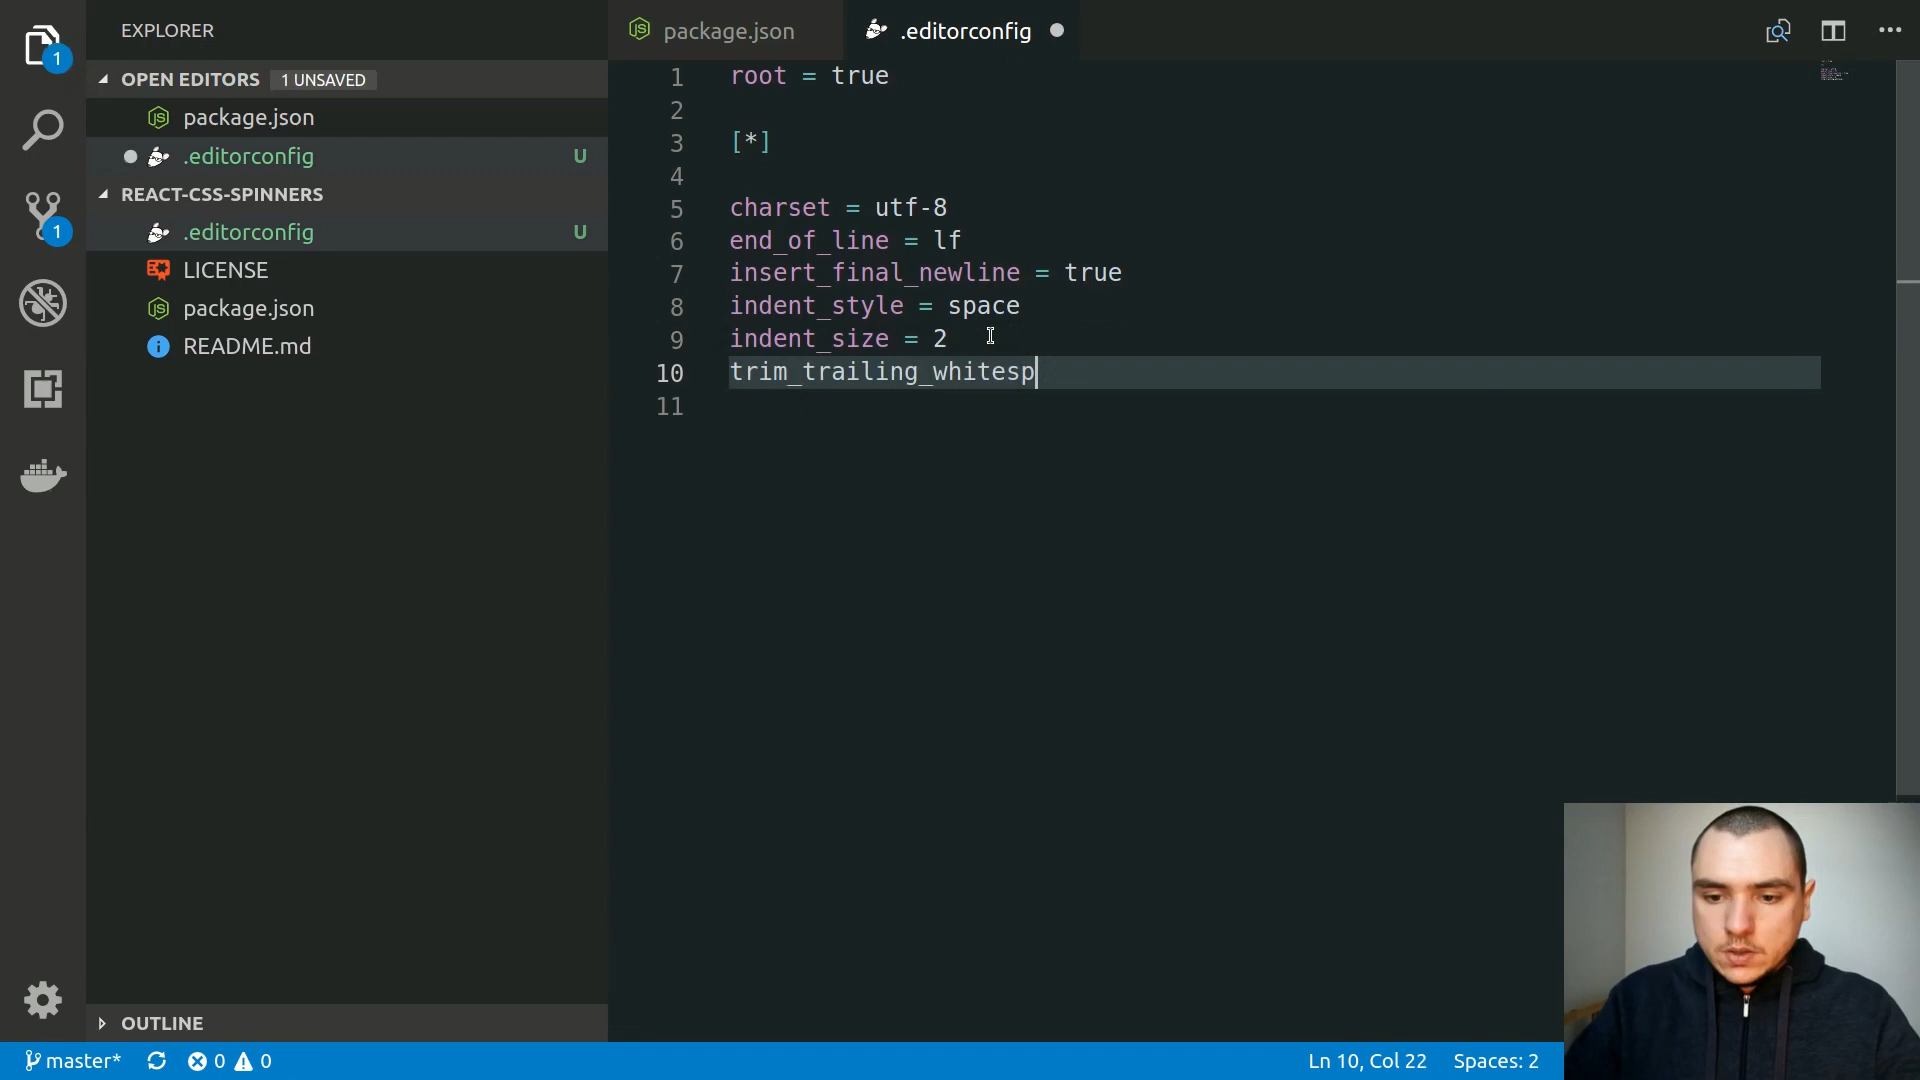 EXPLORER
OPEN EDITORS 1 UNSAVED
package.json
.editorconfig U
REACT-CSS-SPINNERS
.editorconfig U
LICENSE
package.json
README.md
OUTLINE
1
1
package.json
.editorconfig
1 root = true
2
3 [*]
4
5 charset = utf-8
6 end_of_line = lf
7 insert_final_newline = true
8 indent_style = space
9 indent_size = 2
10 trim_trailing_whitesp
11
master* 0 0
Ln 10, Col 22 Spaces: 2